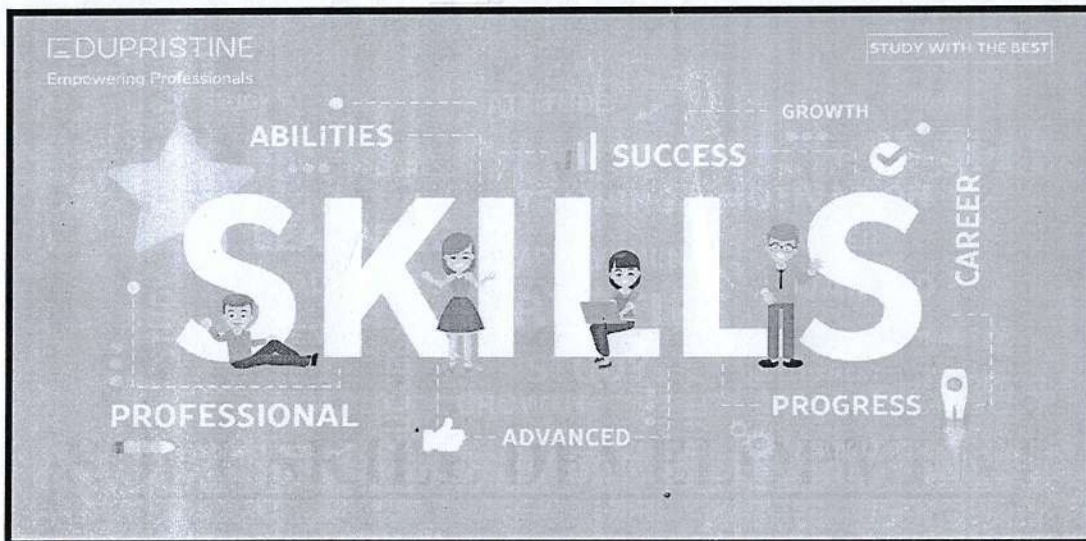 EDUPRISTINE
Empowering Professionals
STUDY WITH THE BEST
GROWTH
ABILITIES
SUCCESS
SKILLS
CAREER
PROFESSIONAL
PROGRESS
ADVANCED